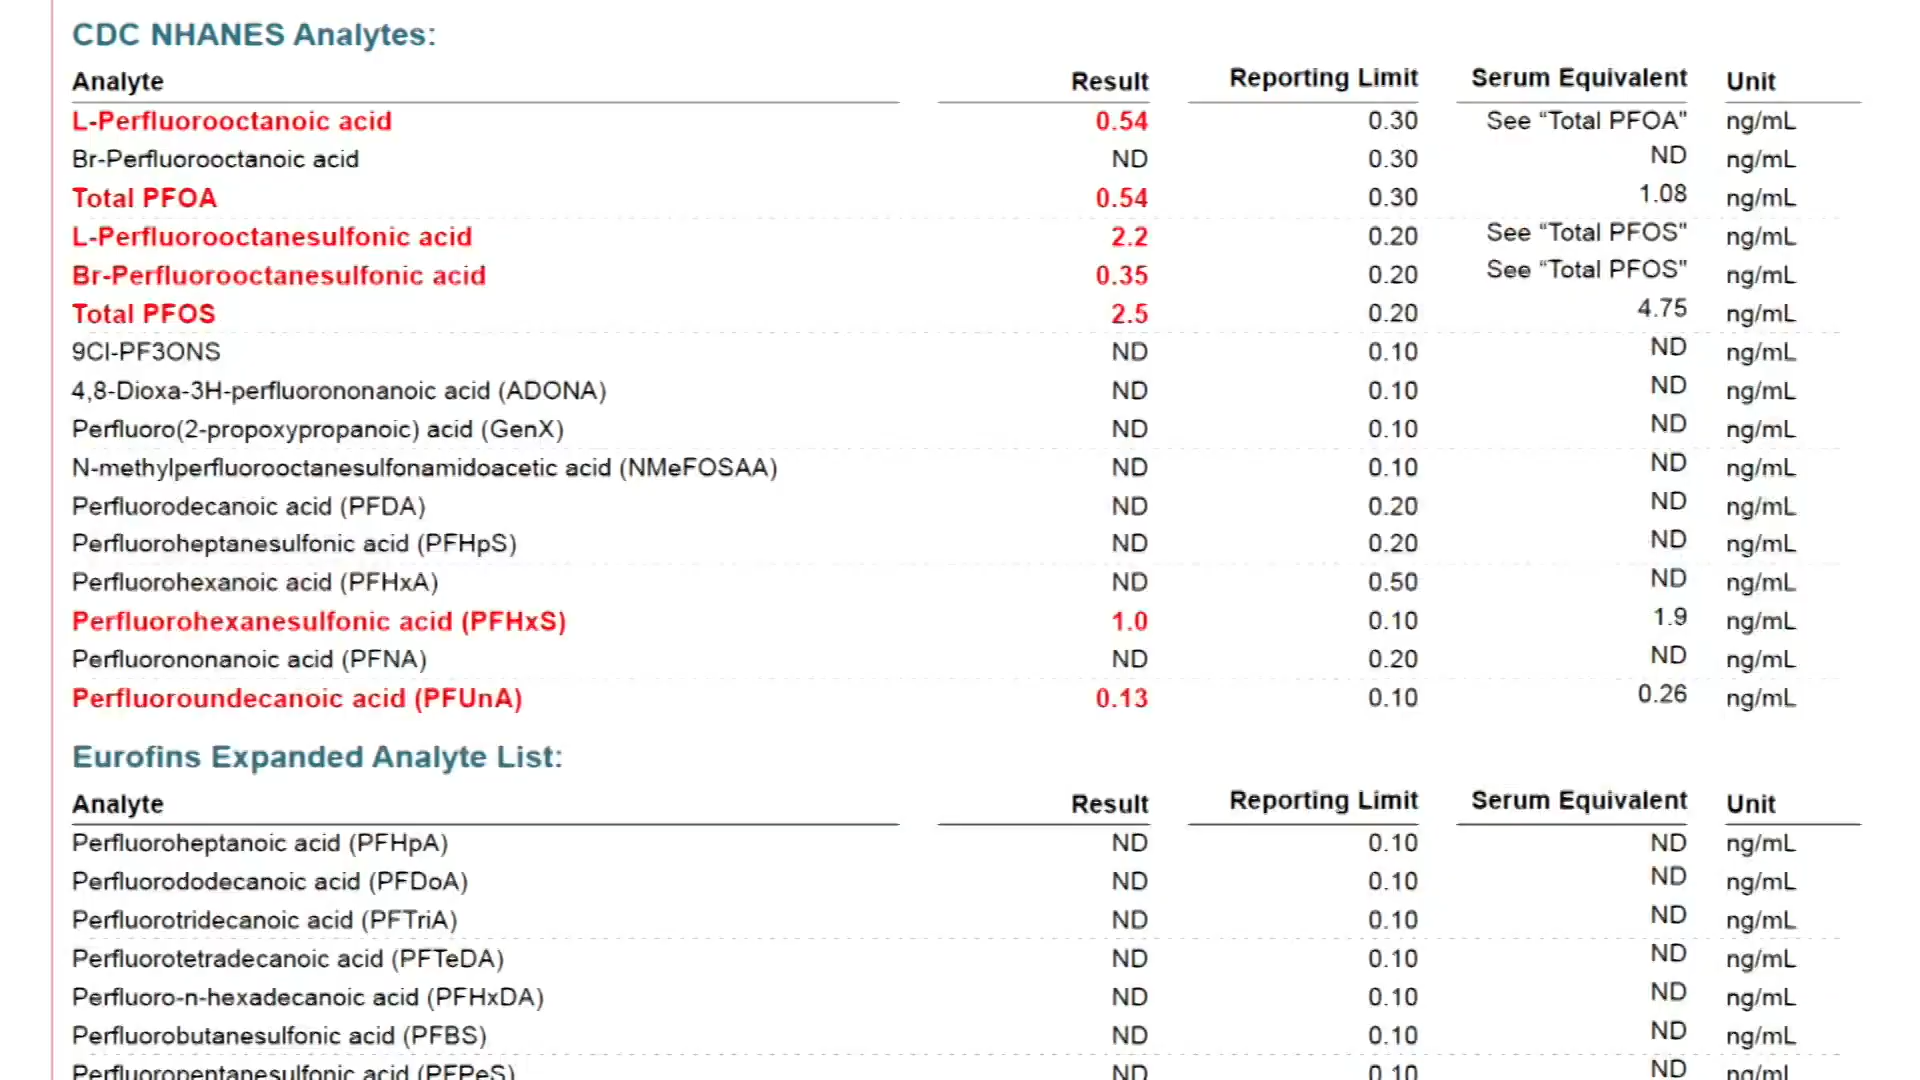 CDC NHANES Analytes:
Analyte Result Reporting Limit Serum Equivalent Unit
L-Perfluorooctanoic acid 0.54 0.30 See “Total PFOA" ng/mL
Br-Perfluorooctanoic acid ND 0.30 ND ng/mL
Total PFOA 0.54 0.30 1.08 ng/mL
L-Perfluorooctanesulfonic acid 2.2 0.20 See “Total PFOS" ng/mL
Br-Perfluorooctanesulfonic acid 0.35 0.20 See “Total PFOS" ng/mL
Total PFOS 2.5 0.20 4.75 ng/mL
9Cl-PF3ONS ND 0.10 ND ng/mL
4,8-Dioxa-3H-perfluorononanoic acid (ADONA) ND 0.10 ND ng/mL
Perfluoro(2-propoxypropanoic) acid (GenX) ND 0.10 ND ng/mL
N-methylperfluorooctanesulfonamidoacetic acid (NMeFOSAA) ND 0.10 ND ng/mL
Perfluorodecanoic acid (PFDA) ND 0.20 ND ng/mL
Perfluoroheptanesulfonic acid (PFHpS) ND 0.20 ND ng/mL
Perfluorohexanoic acid (PFHxA) ND 0.50 ND ng/mL
Perfluorohexanesulfonic acid (PFHxS) 1.0 0.10 1.9 ng/mL
Perfluorononanoic acid (PFNA) ND 0.20 ND ng/mL
Perfluoroundecanoic acid (PFUnA) 0.13 0.10 0.26 ng/mL
Eurofins Expanded Analyte List:
Analyte Result Reporting Limit Serum Equivalent Unit
Perfluoroheptanoic acid (PFHpA) ND 0.10 ND ng/mL
Perfluorododecanoic acid (PFDoA) ND 0.10 ND ng/mL
Perfluorotridecanoic acid (PFTriA) ND 0.10 ND ng/mL
Perfluorotetradecanoic acid (PFTeDA) ND 0.10 ND ng/mL
Perfluoro-n-hexadecanoic acid (PFHxDA) ND 0.10 ND ng/mL
Perfluorobutanesulfonic acid (PFBS) ND 0.10 ND ng/mL
Perfluoropentanesulfonic acid (PFPeS) ND 0.10 ND ng/mL